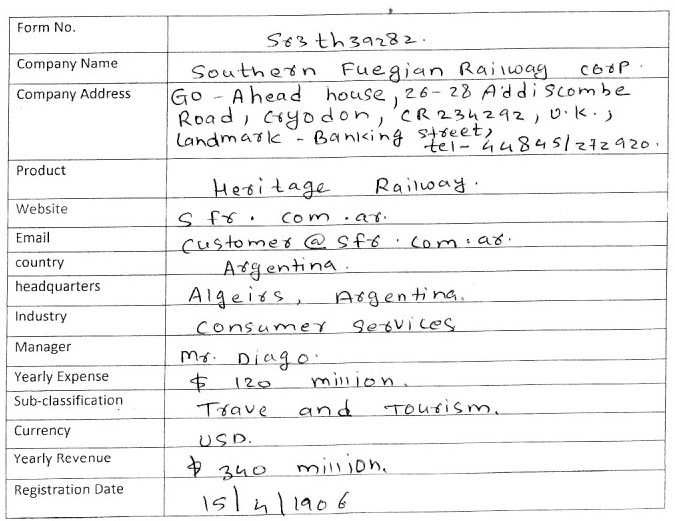 Form No. Sr3th39282.
Company Name Southern Fuegian Railway corp.
Company Address Go-Ahead house, 26-28 Addiscombe
Road, Cryodon, CR234292, U.K.,
Landmark - Banking street,
tel- 44845/272920.
Product Heritage Railway.
Website sfr.com.ar.
Email customer@sfr.com.ar.
country Argentina.
headquarters Algeirs, Argentina.
Industry Consumer Services
Manager Mr. Diago.
Yearly Expense $ 120 million.
Sub-classification Trave and Tourism.
Currency USD.
Yearly Revenue $ 340 million.
Registration Date 15/4/1906